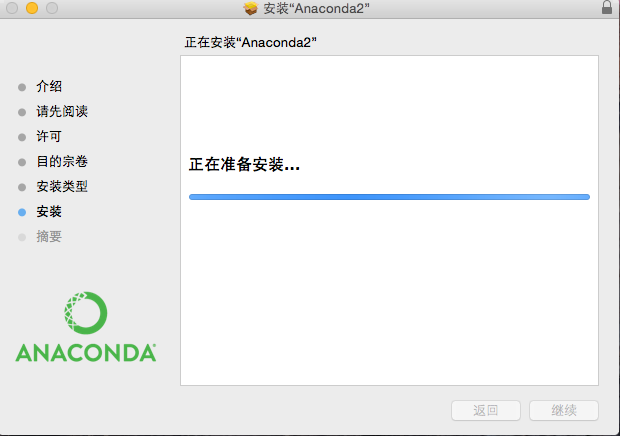 安装“Anaconda2”
正在安装“Anaconda2”
介绍
请先阅读
许可
目的宗卷
安装类型
安装
摘要
正在准备安装...
ANACONDA
返回
继续